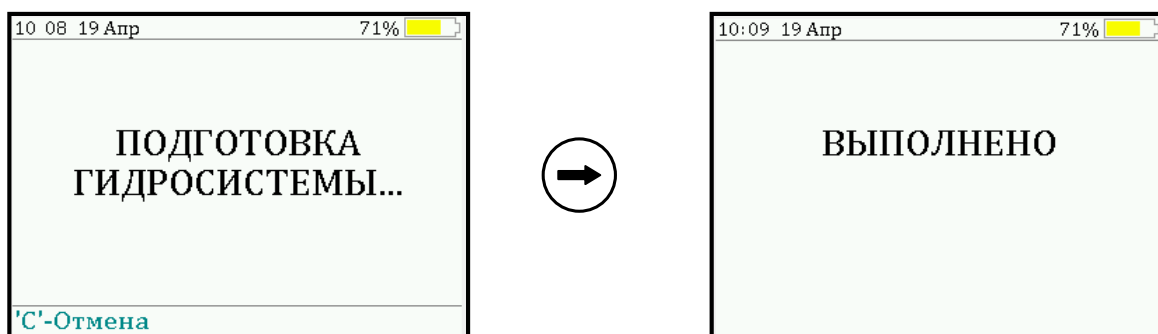 10 08 19 Апр 71%
ПОДГОТОВКА
ГИДРОСИСТЕМЫ...
'С'-Отмена
10:09 19 Апр 71%
ВЫПОЛНЕНО